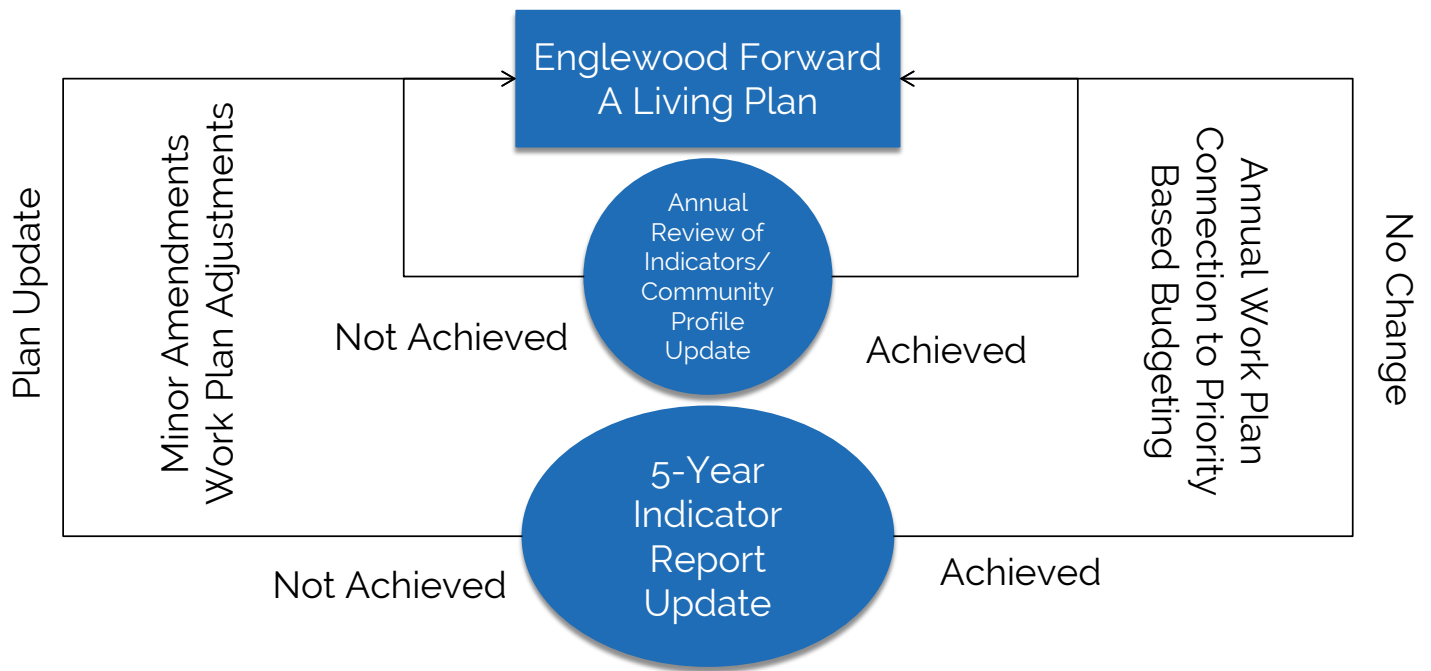 Englewood Forward
A Living Plan
Annual
Review of
Indicators/
Community
Profile
Update
Not Achieved
Achieved
Plan Update
Minor Amendments
Work Plan Adjustments
Annual Work Plan
Connection to Priority
Based Budgeting
No Change
5-Year
Indicator
Report
Update
Not Achieved
Achieved